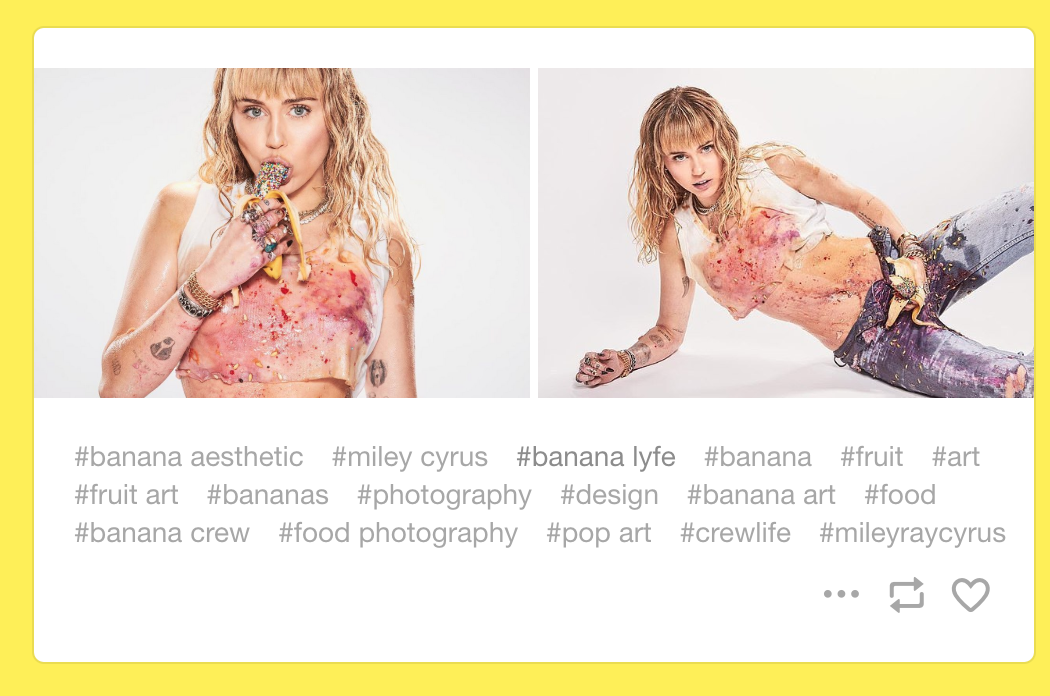 #banana aesthetic #miley cyrus #banana lyfe #banana #fruit #art
#fruit art #bananas #photography #design #banana art #food
#banana crew #food photography #pop art #crewlife #mileyraycyrus